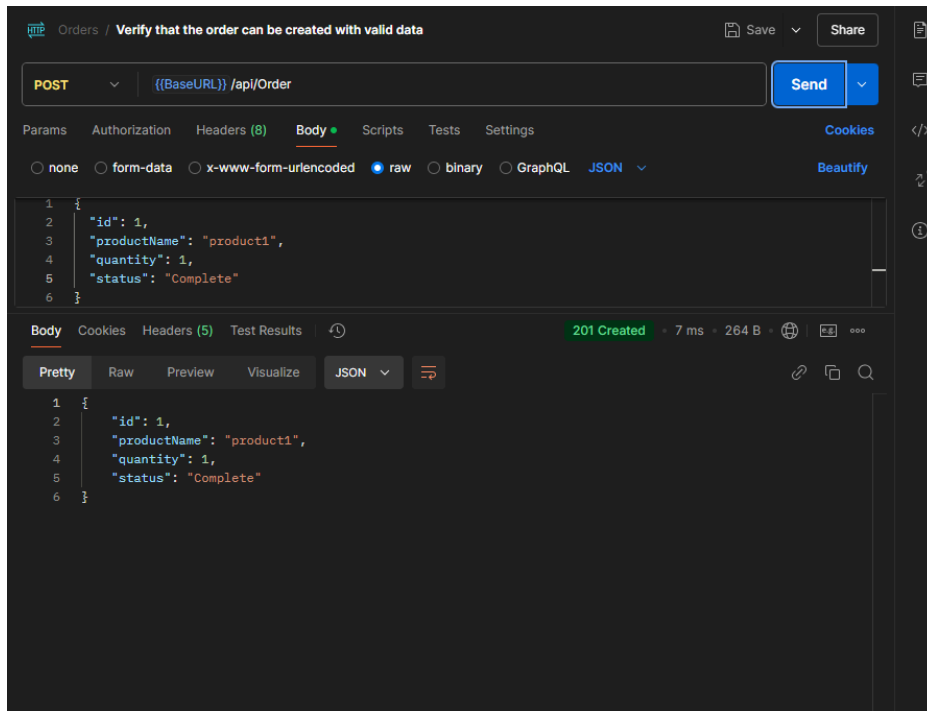 HTTP Orders / Verify that the order can be created with valid data Save Share
POST {{BaseURL}} /api/Order Send
Params Authorization Headers (8) Body Scripts Tests Settings Cookies
none form-data x-www-form-urlencoded raw binary GraphQL JSON Beautify
1 {
2 "id": 1,
3 "productName": "product1",
4 "quantity": 1,
5 "status": "Complete"
6 }
Body Cookies Headers (5) Test Results 201 Created • 7 ms • 264 B • e.g.
Pretty Raw Preview Visualize JSON
1 {
2 "id": 1,
3 "productName": "product1",
4 "quantity": 1,
5 "status": "Complete"
6 }